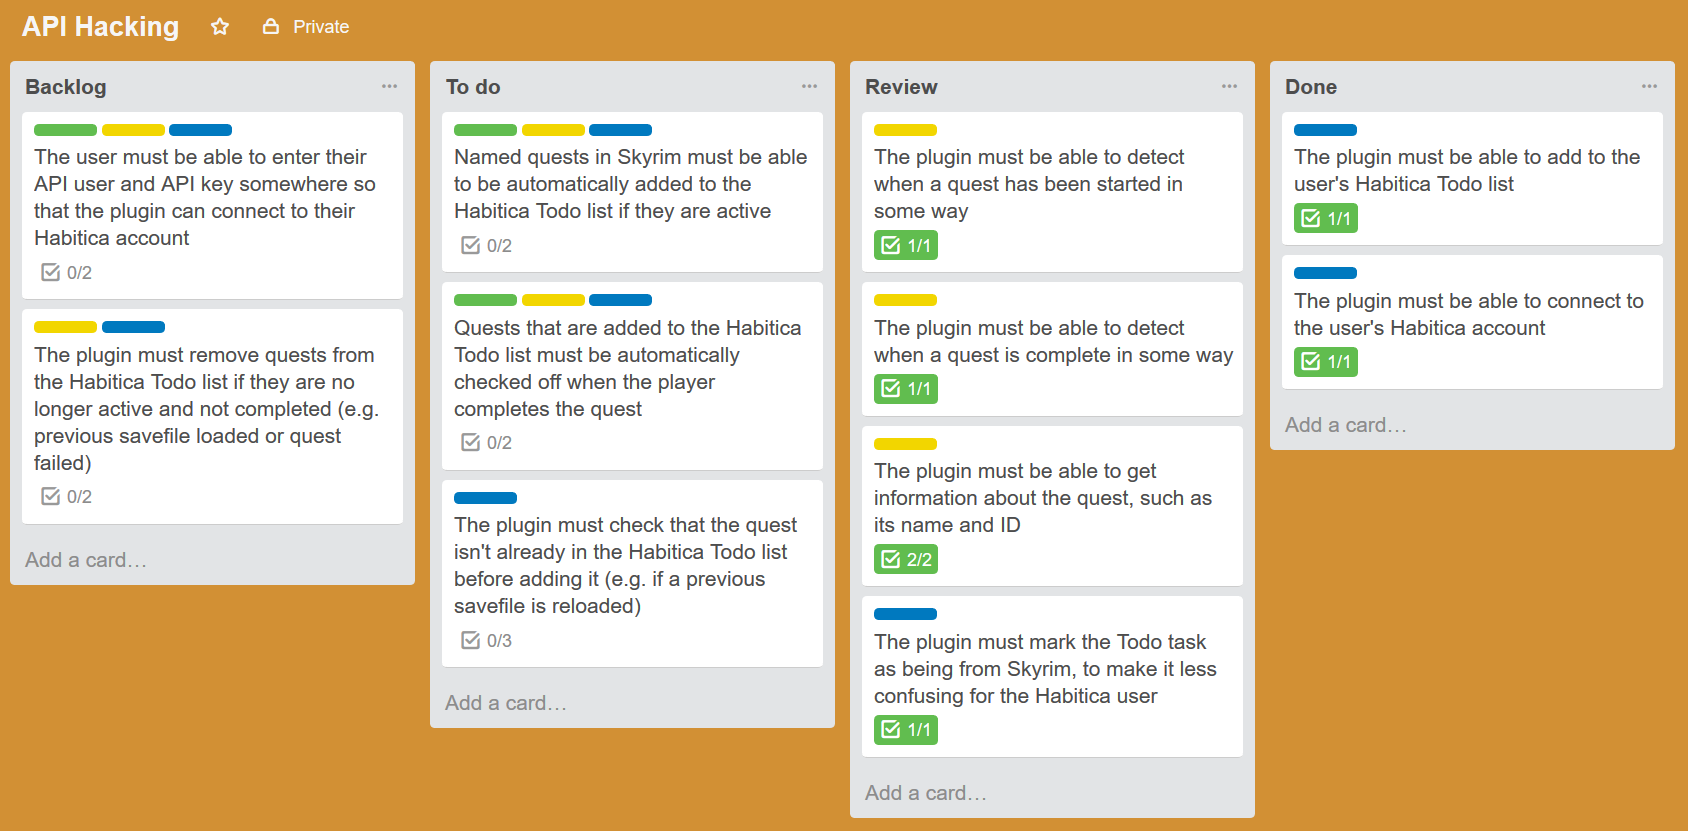 API Hacking
Private
Backlog
The user must be able to enter their
API user and API key somewhere so
that the plugin can connect to their
Habitica account
0/2
The plugin must remove quests from
the Habitica Todo list if they are no
longer active and not completed (e.g.
previous savefile loaded or quest
failed)
0/2
Add a card…
To do
Named quests in Skyrim must be able
to be automatically added to the
Habitica Todo list if they are active
0/2
Quests that are added to the Habitica
Todo list must be automatically
checked off when the player
completes the quest
0/2
The plugin must check that the quest
isn't already in the Habitica Todo list
before adding it (e.g. if a previous
savefile is reloaded)
0/3
Add a card…
Review
The plugin must be able to detect
when a quest has been started in
some way
1/1
The plugin must be able to detect
when a quest is complete in some way
1/1
The plugin must be able to get
information about the quest, such as
its name and ID
2/2
The plugin must mark the Todo task
as being from Skyrim, to make it less
confusing for the Habitica user
1/1
Add a card…
Done
The plugin must be able to add to the
user's Habitica Todo list
1/1
The plugin must be able to connect to
the user's Habitica account
1/1
Add a card…